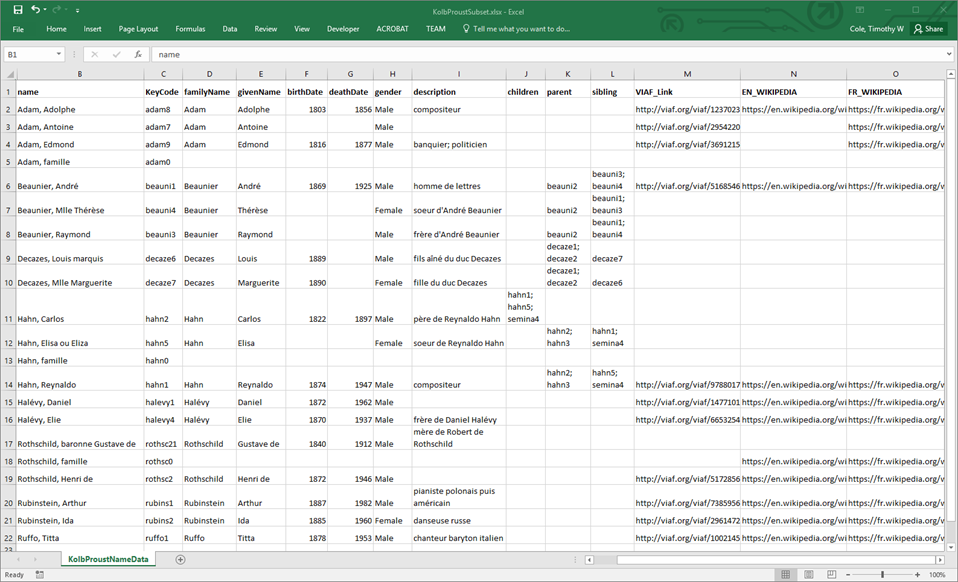 KolbProustSubset.xlsx - Excel
File Home Insert Page Layout Formulas Data Review View Developer ACROBAT TEAM Tell me what you want to do... Cole, Timothy W Share
B1 fx name
B C D E F G H I J K L M N O
1 name KeyCode familyName givenName birthDate deathDate gender description children parent sibling VIAF_Link EN_WIKIPEDIA FR_WIKIPEDIA
2 Adam, Adolphe adam8 Adam Adolphe 1803 1856 Male compositeur http://viaf.org/viaf/1237023 https://en.wikipedia.org/wi https://fr.wikipedia.org/w
3 Adam, Antoine adam7 Adam Antoine Male http://viaf.org/viaf/2954220 https://fr.wikipedia.org/w
4 Adam, Edmond adam9 Adam Edmond 1816 1877 Male banquier; politicien http://viaf.org/viaf/3691215 https://fr.wikipedia.org/w
5 Adam, famille adam0
beauni3;
6 Beaunier, André beauni1 Beaunier André 1869 1925 Male homme de lettres beauni2 beauni4 http://viaf.org/viaf/5168546 https://en.wikipedia.org/wi https://fr.wikipedia.org/w
beauni1;
7 Beaunier, Mlle Thérèse beauni4 Beaunier Thérèse Female soeur d'André Beaunier beauni2 beauni3
beauni1;
8 Beaunier, Raymond beauni3 Beaunier Raymond Male frère d'André Beaunier beauni2 beauni4
decaze1;
9 Decazes, Louis marquis decaze6 Decazes Louis 1889 Male fils aîné du duc Decazes decaze2 decaze7
decaze1;
10 Decazes, Mlle Marguerite decaze7 Decazes Marguerite 1890 Female fille du duc Decazes decaze2 decaze6
hahn1;
hahn5;
11 Hahn, Carlos hahn2 Hahn Carlos 1822 1897 Male père de Reynaldo Hahn semina4
hahn2; hahn1;
12 Hahn, Elisa ou Eliza hahn5 Hahn Elisa Female soeur de Reynaldo Hahn hahn3 semina4
13 Hahn, famille hahn0
hahn2; hahn5;
14 Hahn, Reynaldo hahn1 Hahn Reynaldo 1874 1947 Male compositeur hahn3 semina4 http://viaf.org/viaf/9788017 https://en.wikipedia.org/wi https://fr.wikipedia.org/w
15 Halévy, Daniel halevy1 Halévy Daniel 1872 1962 Male http://viaf.org/viaf/1477101 https://en.wikipedia.org/wi https://fr.wikipedia.org/w
16 Halévy, Elie halevy4 Halévy Elie 1870 1937 Male frère de Daniel Halévy http://viaf.org/viaf/6653254 https://en.wikipedia.org/wi https://fr.wikipedia.org/w
mère de Robert de
17 Rothschild, baronne Gustave de rothsc21 Rothschild Gustave de 1840 1912 Male Rothschild
18 Rothschild, famille rothsc0 https://en.wikipedia.org/wi https://fr.wikipedia.org/w
19 Rothschild, Henri de rothsc2 Rothschild Henri de 1872 1946 Male http://viaf.org/viaf/5172856 https://en.wikipedia.org/wi https://fr.wikipedia.org/w
pianiste polonais puis
20 Rubinstein, Arthur rubins1 Rubinstein Arthur 1887 1982 Male américain http://viaf.org/viaf/7385956 https://en.wikipedia.org/wi https://fr.wikipedia.org/w
21 Rubinstein, Ida rubins2 Rubinstein Ida 1885 1960 Female danseuse russe http://viaf.org/viaf/2961472 https://en.wikipedia.org/wi https://fr.wikipedia.org/w
22 Ruffo, Titta ruffo1 Ruffo Titta 1878 1953 Male chanteur baryton italien http://viaf.org/viaf/1002145 https://en.wikipedia.org/wi https://fr.wikipedia.org/w
23
KolbProustNameData
Ready 100%